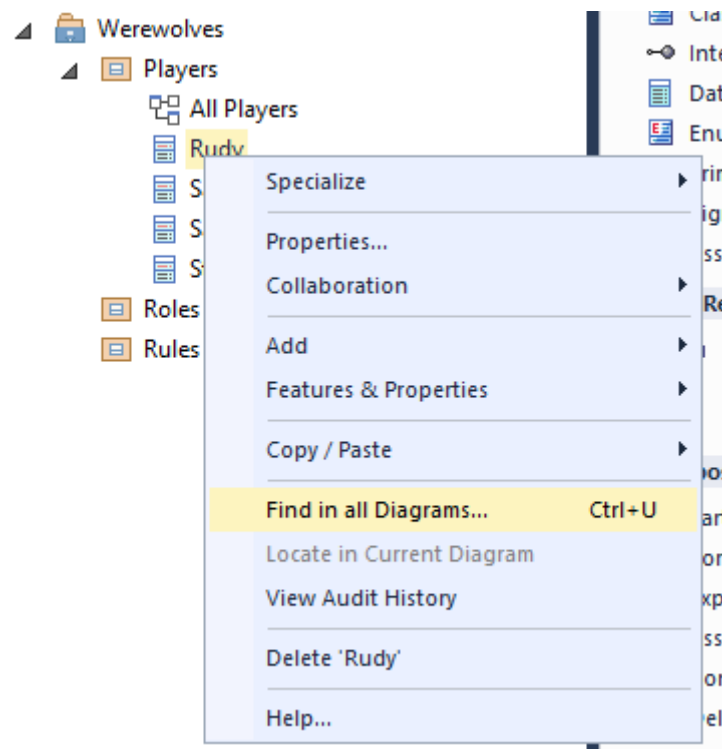 Werewolves
Players
All Players
Rudy
Specialize
Properties...
Collaboration
Roles
Rules
Add
Features & Properties
Copy / Paste
Find in all Diagrams... Ctrl+U
Locate in Current Diagram
View Audit History
Delete 'Rudy'
Help...